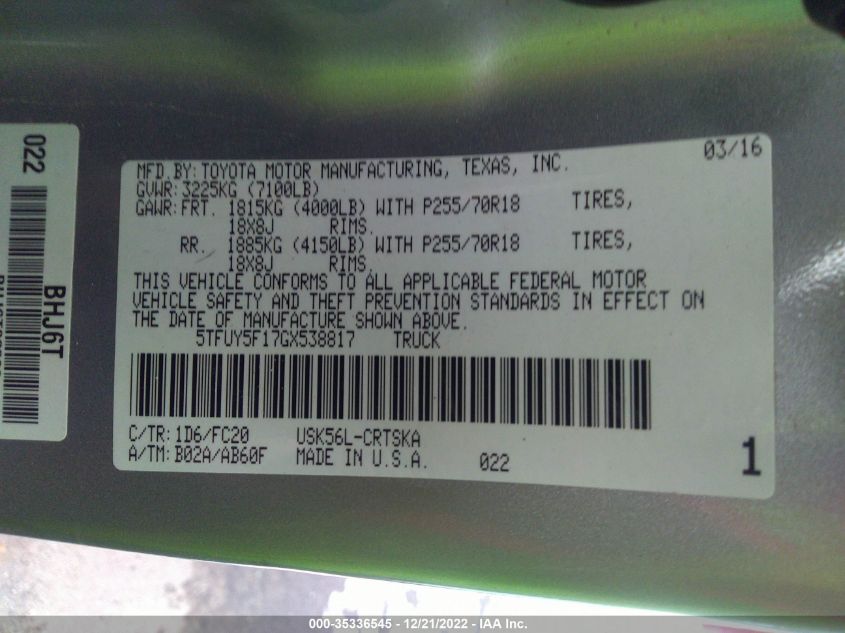 022
BHJ6T
MFD.BY:TOYOTA MOTOR MANUFACTURING, TEXAS, INC. 03/16
GVWR:3225KG (7100LB)
GAWR:FRT. 1815KG (4000LB) WITH P255/70R18 TIRES,
18X8J RIMS.
RR. 1885KG (4150LB) WITH P255/70R18 TIRES,
18X8J RIMS.
THIS VEHICLE CONFORMS TO ALL APPLICABLE FEDERAL MOTOR
VEHICLE SAFETY AND THEFT PREVENTION STANDARDS IN EFFECT ON
THE DATE OF MANUFACTURE SHOWN ABOVE.
5TFUY5F17GX538817 TRUCK
C/TR:1D6/FC20 USK56L-CRTSKA
A/TM:B02A/AB60F MADE IN U.S.A. 022 1
000-35336545 - 12/21/2022 - IAA Inc.